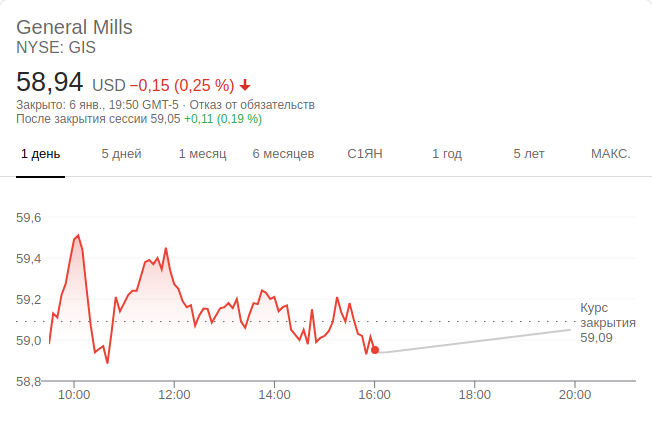 General Mills
NYSE: GIS
58,94 USD −0,15 (0,25 %)
Закрыто: 6 янв., 19:50 GMT-5 · Отказ от обязательств
После закрытия сессии 59,05 +0,11 (0,19 %)
1 день 5 дней 1 месяц 6 месяцев С1ЯН 1 год 5 лет МАКС.
59,6
59,4
59,2
59,0
58,8
Курс
закрытия
59,09
10:00 12:00 14:00 16:00 18:00 20:00